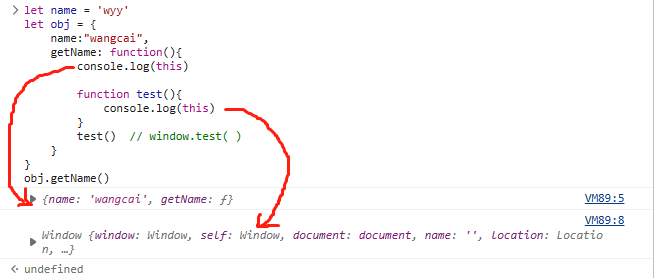 let name = 'wyy'
let obj = {
    name:"wangcai",
    getName: function(){
        console.log(this)
        function test(){
            console.log(this)
        }
        test()  // window.test( )
    }
}
obj.getName()
{name: 'wangcai', getName: ƒ} VM89:5
VM89:8
Window {window: Window, self: Window, document: document, name: '', location: Locatio
n, …}
undefined